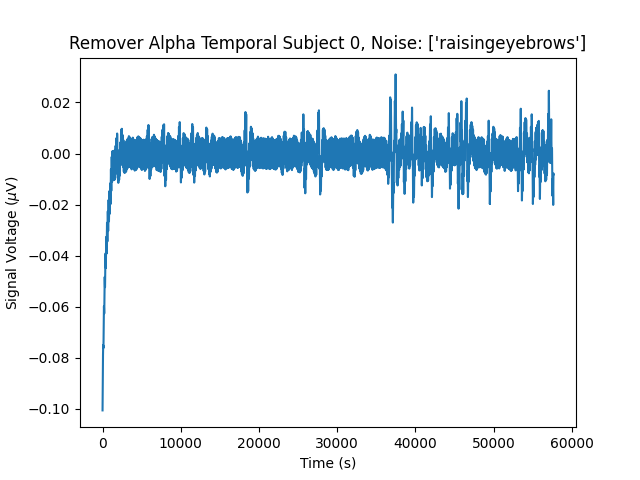 Remover Alpha Temporal Subject 0, Noise: ['raisingeyebrows']
0.02
0.00
−0.02
−0.04
−0.06
−0.08
−0.10
Signal Voltage (μV)
0 10000 20000 30000 40000 50000 60000
Time (s)